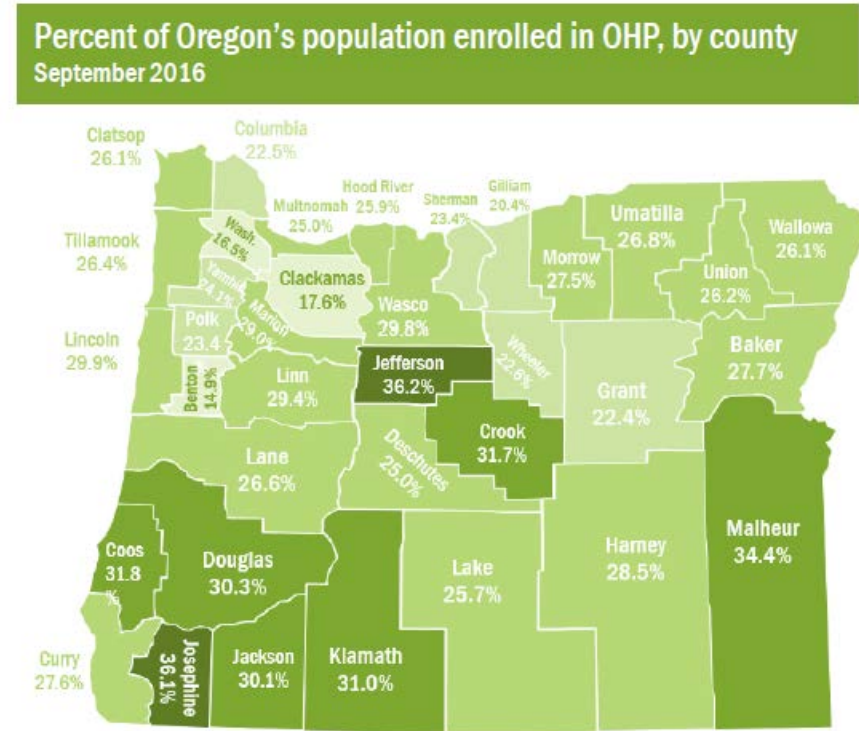 Percent of Oregon's population enrolled in OHP, by county
September 2016
Clatsop
26.1%
Columbia
22.5%
Multnomah
25.0%
Hood River
25.9%
Sherman
23.4%
Gilliam
20.4%
Umatilla
26.8%
Wallowa
26.1%
Morrow
27.5%
Union
26.2%
Tillamook
26.4%
Wash.
16.5%
Yamhill
24.1%
Clackamas
17.6%
Marion
29.0%
Polk
23.4
Wasco
29.8%
Lincoln
29.9%
Jefferson
36.2%
Wheeler
22.6%
Baker
27.7%
Benton
14.9%
Linn
29.4%
Grant
22.4%
Crook
31.7%
Deschutes
25.0%
Lane
26.6%
Malheur
34.4%
Coos
31.8
%
Douglas
30.3%
Lake
25.7%
Harney
28.5%
Curry
27.6%
Josephine
36.1%
Jackson
30.1%
Klamath
31.0%